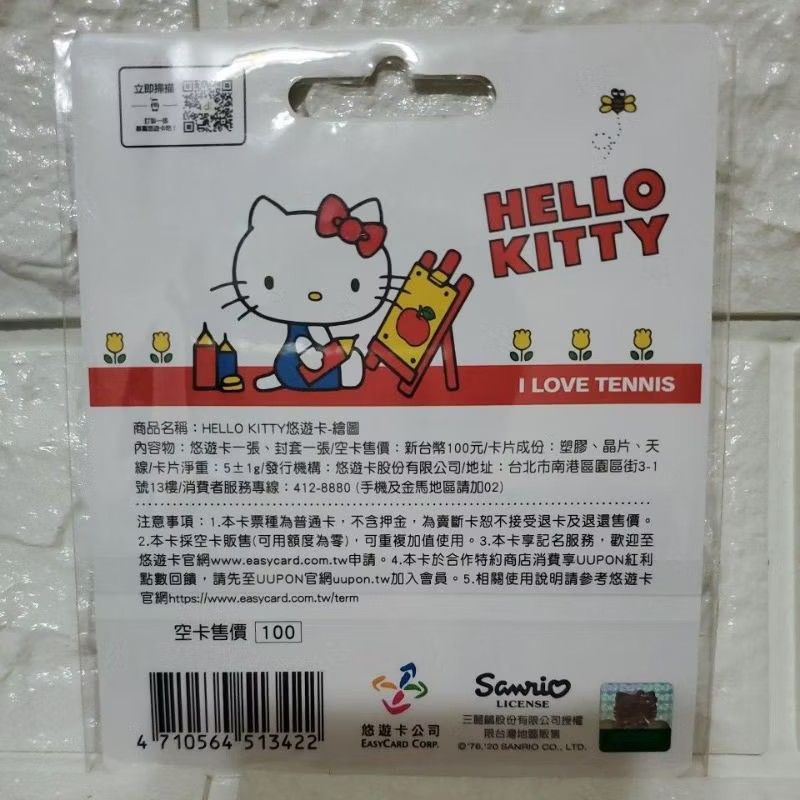 立即掃描
訂製一張
專屬悠遊卡吧!
HELLO
KITTY
I LOVE TENNIS
商品名稱：HELLO KITTY悠遊卡-繪圖
內容物：悠遊卡一張、封套一張/空卡售價：新台幣100元/卡片成份：塑膠、晶片、天
線/卡片淨重：5±1g/發行機構：悠遊卡股份有限公司/地址：台北市南港區園區街3-1
號13樓/消費者服務專線：412-8880 (手機及金馬地區請加02)
注意事項：1.本卡票種為普通卡，不含押金，為賣斷卡恕不接受退卡及退還售價。
2.本卡採空卡販售(可用額度為零)，可重複加值使用。3.本卡享記名服務，歡迎至
悠遊卡官網www.easycard.com.tw申請。4.本卡於合作特約商店消費享UUPON紅利
點數回饋，請先至UUPON官網uupon.tw加入會員。5.相關使用說明請參考悠遊卡
官網https://www.easycard.com.tw/term
空卡售價 100
4 710564 513422
悠遊卡公司
EASYCARD CORP.
Sanrio
LICENSE
三麗鷗股份有限公司授權
限台灣地區販售
©'76,'20 SANRIO CO., LTD.